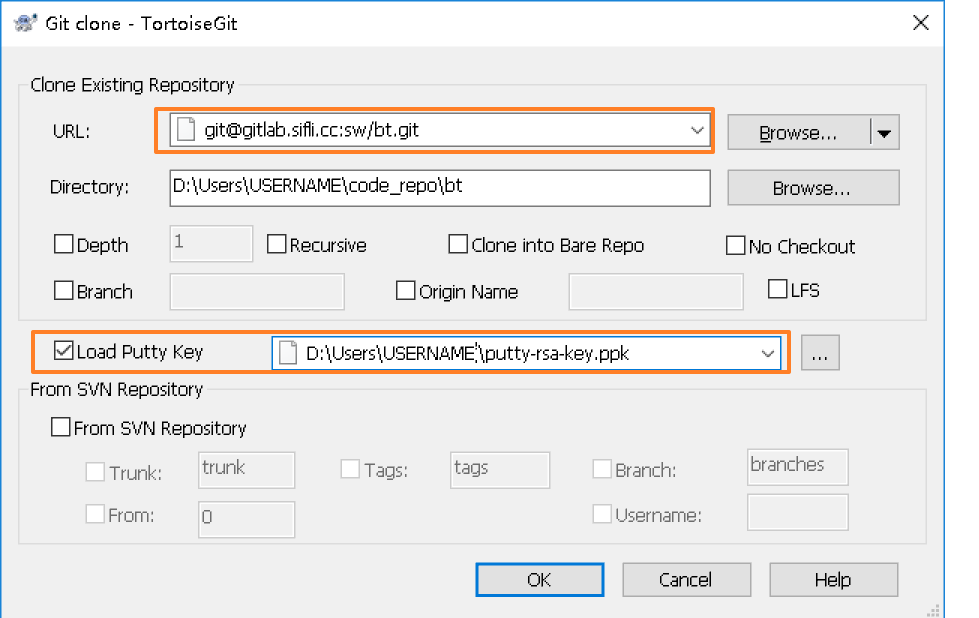 Git clone - TortoiseGit
Clone Existing Repository
URL: git@gitlab.sifli.cc:sw/bt.git Browse...
Directory: D:\Users\USERNAME\code_repo\bt Browse...
Depth 1 Recursive Clone into Bare Repo No Checkout
Branch Origin Name LFS
Load Putty Key D:\Users\USERNAME\putty-rsa-key.ppk ...
From SVN Repository
From SVN Repository
Trunk: trunk Tags: tags Branch: branches
From: 0 Username:
OK Cancel Help